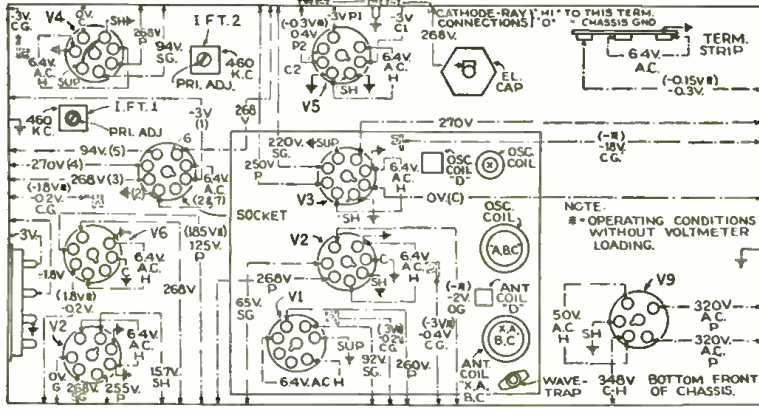 -3V.
C.G.
V4
SH
268V.
P
94V.
SG.
I.F.T.2
460
K.C.
PRI. ADJ.
6.4V.
A.C.
H
SUP
(-0.3V*)
0.4V
P2
C2
-3V P1
-3V
C1
6.4V.
A.C.
H
SH
V5
(CATHODE-RAY) "HI" TO THIS TERM.
CONNECTIONS) "D" - CHASSIS GND
268V.
EL.
CAP
TERM.
STRIP
6.4V.
A.C.
(-0.15V*)
-0.3V.
I.F.T.1
460
K.C.
PRI. ADJ.
-3V
(1)
268
V
270V
(-*)
-18V.
C.G.
94V.(5)
-270V(4)
268V(3)
(-1.8V*)
-0.2V.
C.G.
6
(2)
6.4V.
A.C.
H
(2&7)
SOCKET
220V.
SG.
SUP
250V
P
V3
SH
6.4V.
A.C.
H
OSC.
COIL
"D"
OSC.
COIL
0V.(C)
OSC.
COIL
A,B,C
NOTE.
*-OPERATING CONDITIONS
WITHOUT VOLTMETER
LOADING.
-3V.
-1.8V
V6
C
6.4V.
A.C.
H
(1.8V*)
-0.2V.
(185V*)
125V.
P
268V
V2
268V
P
C
6.4V
A.C.
H
SH
65V.
SG.
(-*)
-2V.
OG
ANT
COIL
"D"
V2
6.4V.
A.C.
H
0V.
G
268V.
SG.
255V.
P
157V.
SH
V1
SUP
6.4V. A.C H
92V.
SG.
(-3V*)
-0.2V
C.G.
260V.
P
(-3V*)
-0.4V
C.G.
X,A,
B,C
ANT.
COIL
"X,A,
B,C"
WAVE-
TRAP
V9
50V.
A.C
H
SH
320V.
A.C.
P
320V.
A.C.
P
348V
C-H
BOTTOM FRONT
OF CHASSIS.